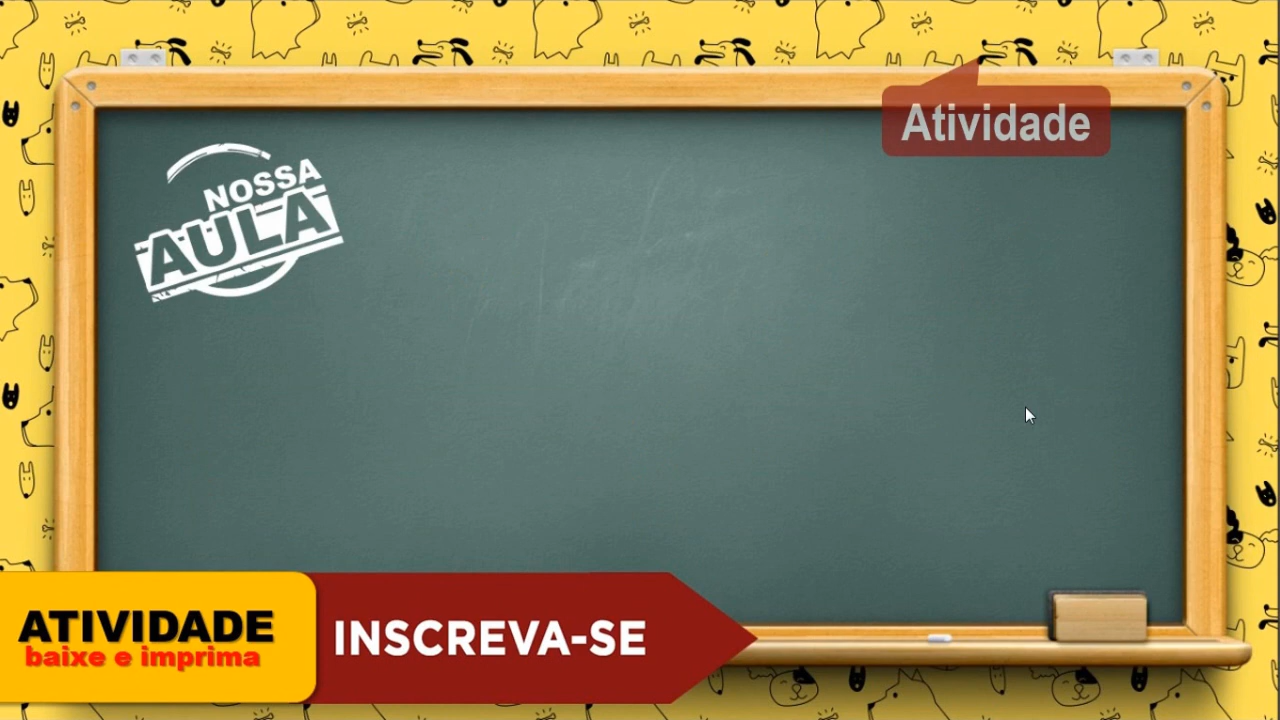 Atividade
NOSSA
AULA
ATIVIDADE
baixe e imprima
INSCREVA-SE